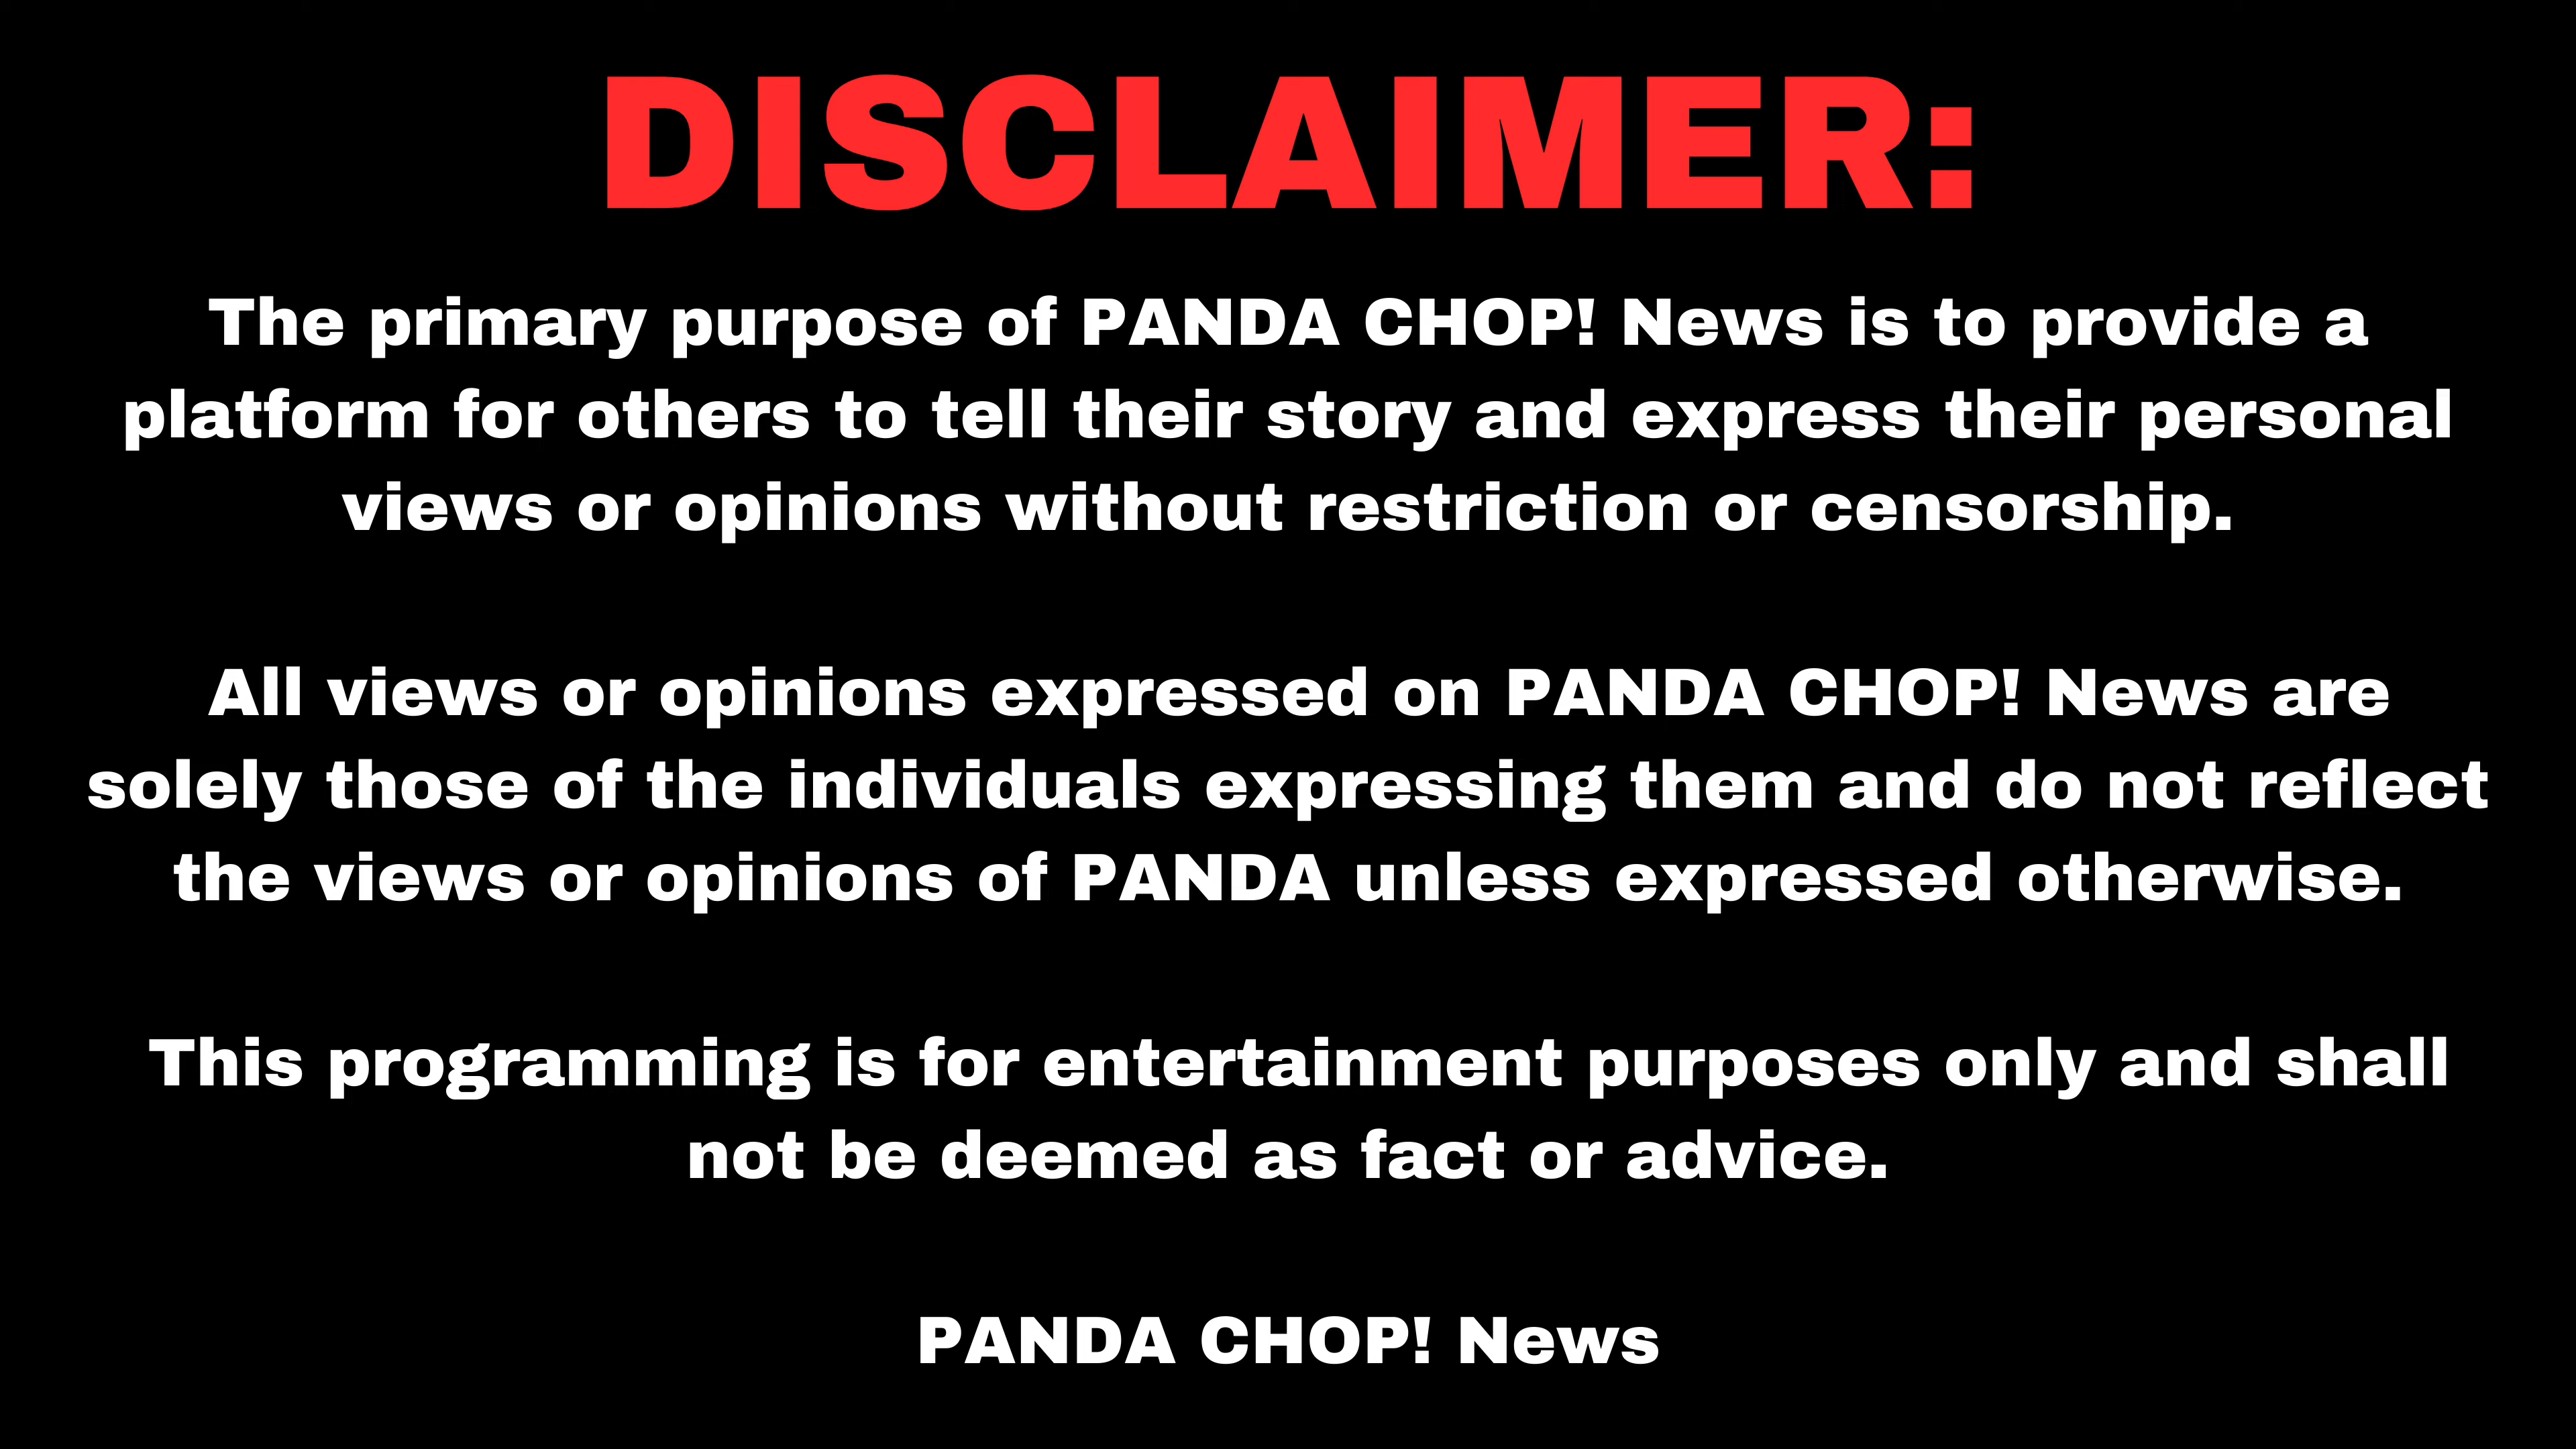 DISCLAIMER:
The primary purpose of PANDA CHOP! News is to provide a
platform for others to tell their story and express their personal
views or opinions without restriction or censorship.
All views or opinions expressed on PANDA CHOP! News are
solely those of the individuals expressing them and do not reflect
the views or opinions of PANDA unless expressed otherwise.
This programming is for entertainment purposes only and shall
not be deemed as fact or advice.
PANDA CHOP! News